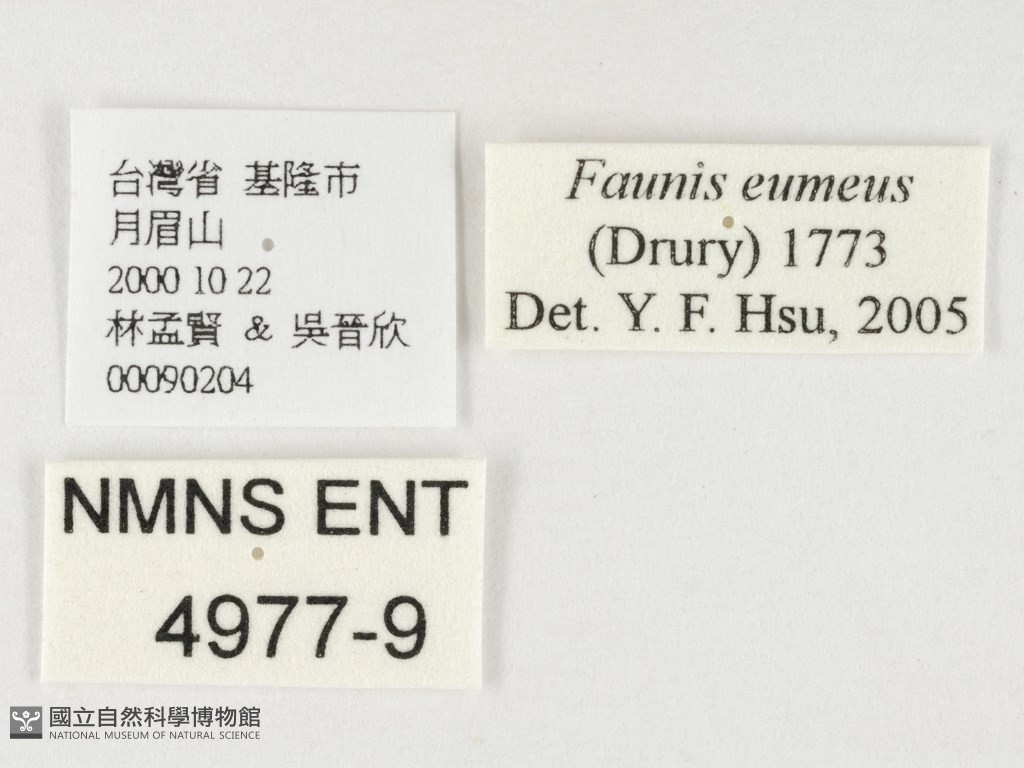 台灣省 基隆市
月眉山
2000 10 22
林孟賢 & 吳晉欣
00090204
Faunis eumeus
(Drury) 1773
Det. Y. F. Hsu, 2005
NMNS ENT
4977-9
國立自然科學博物館
NATIONAL MUSEUM OF NATURAL SCIENCE